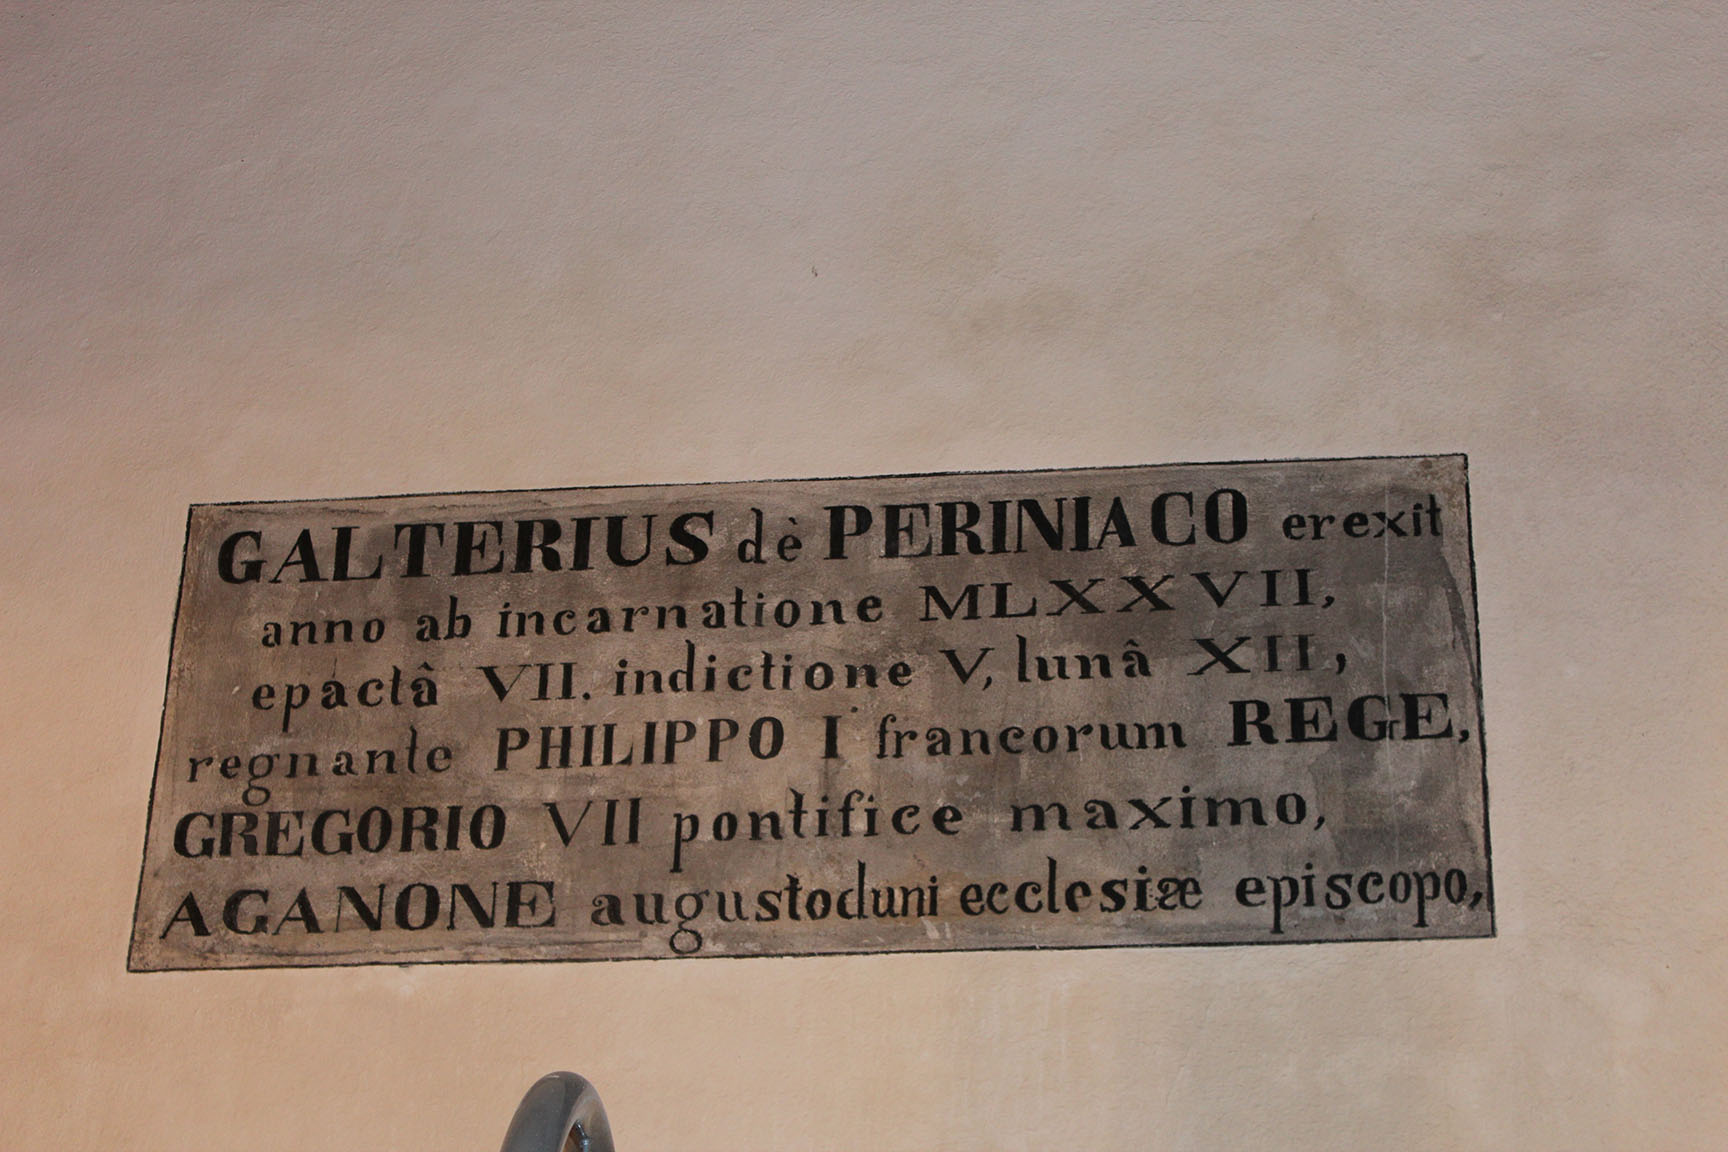 GALTERIUS dè PERINIACO erexit
anno ab incarnatione MLXXVII,
epactâ VII. indictione V, lunâ XII,
regnante PHILIPPO I francorum REGE,
GREGORIO VII pontifice maximo,
AGANONE augustoduni ecclesiæ episcopo,